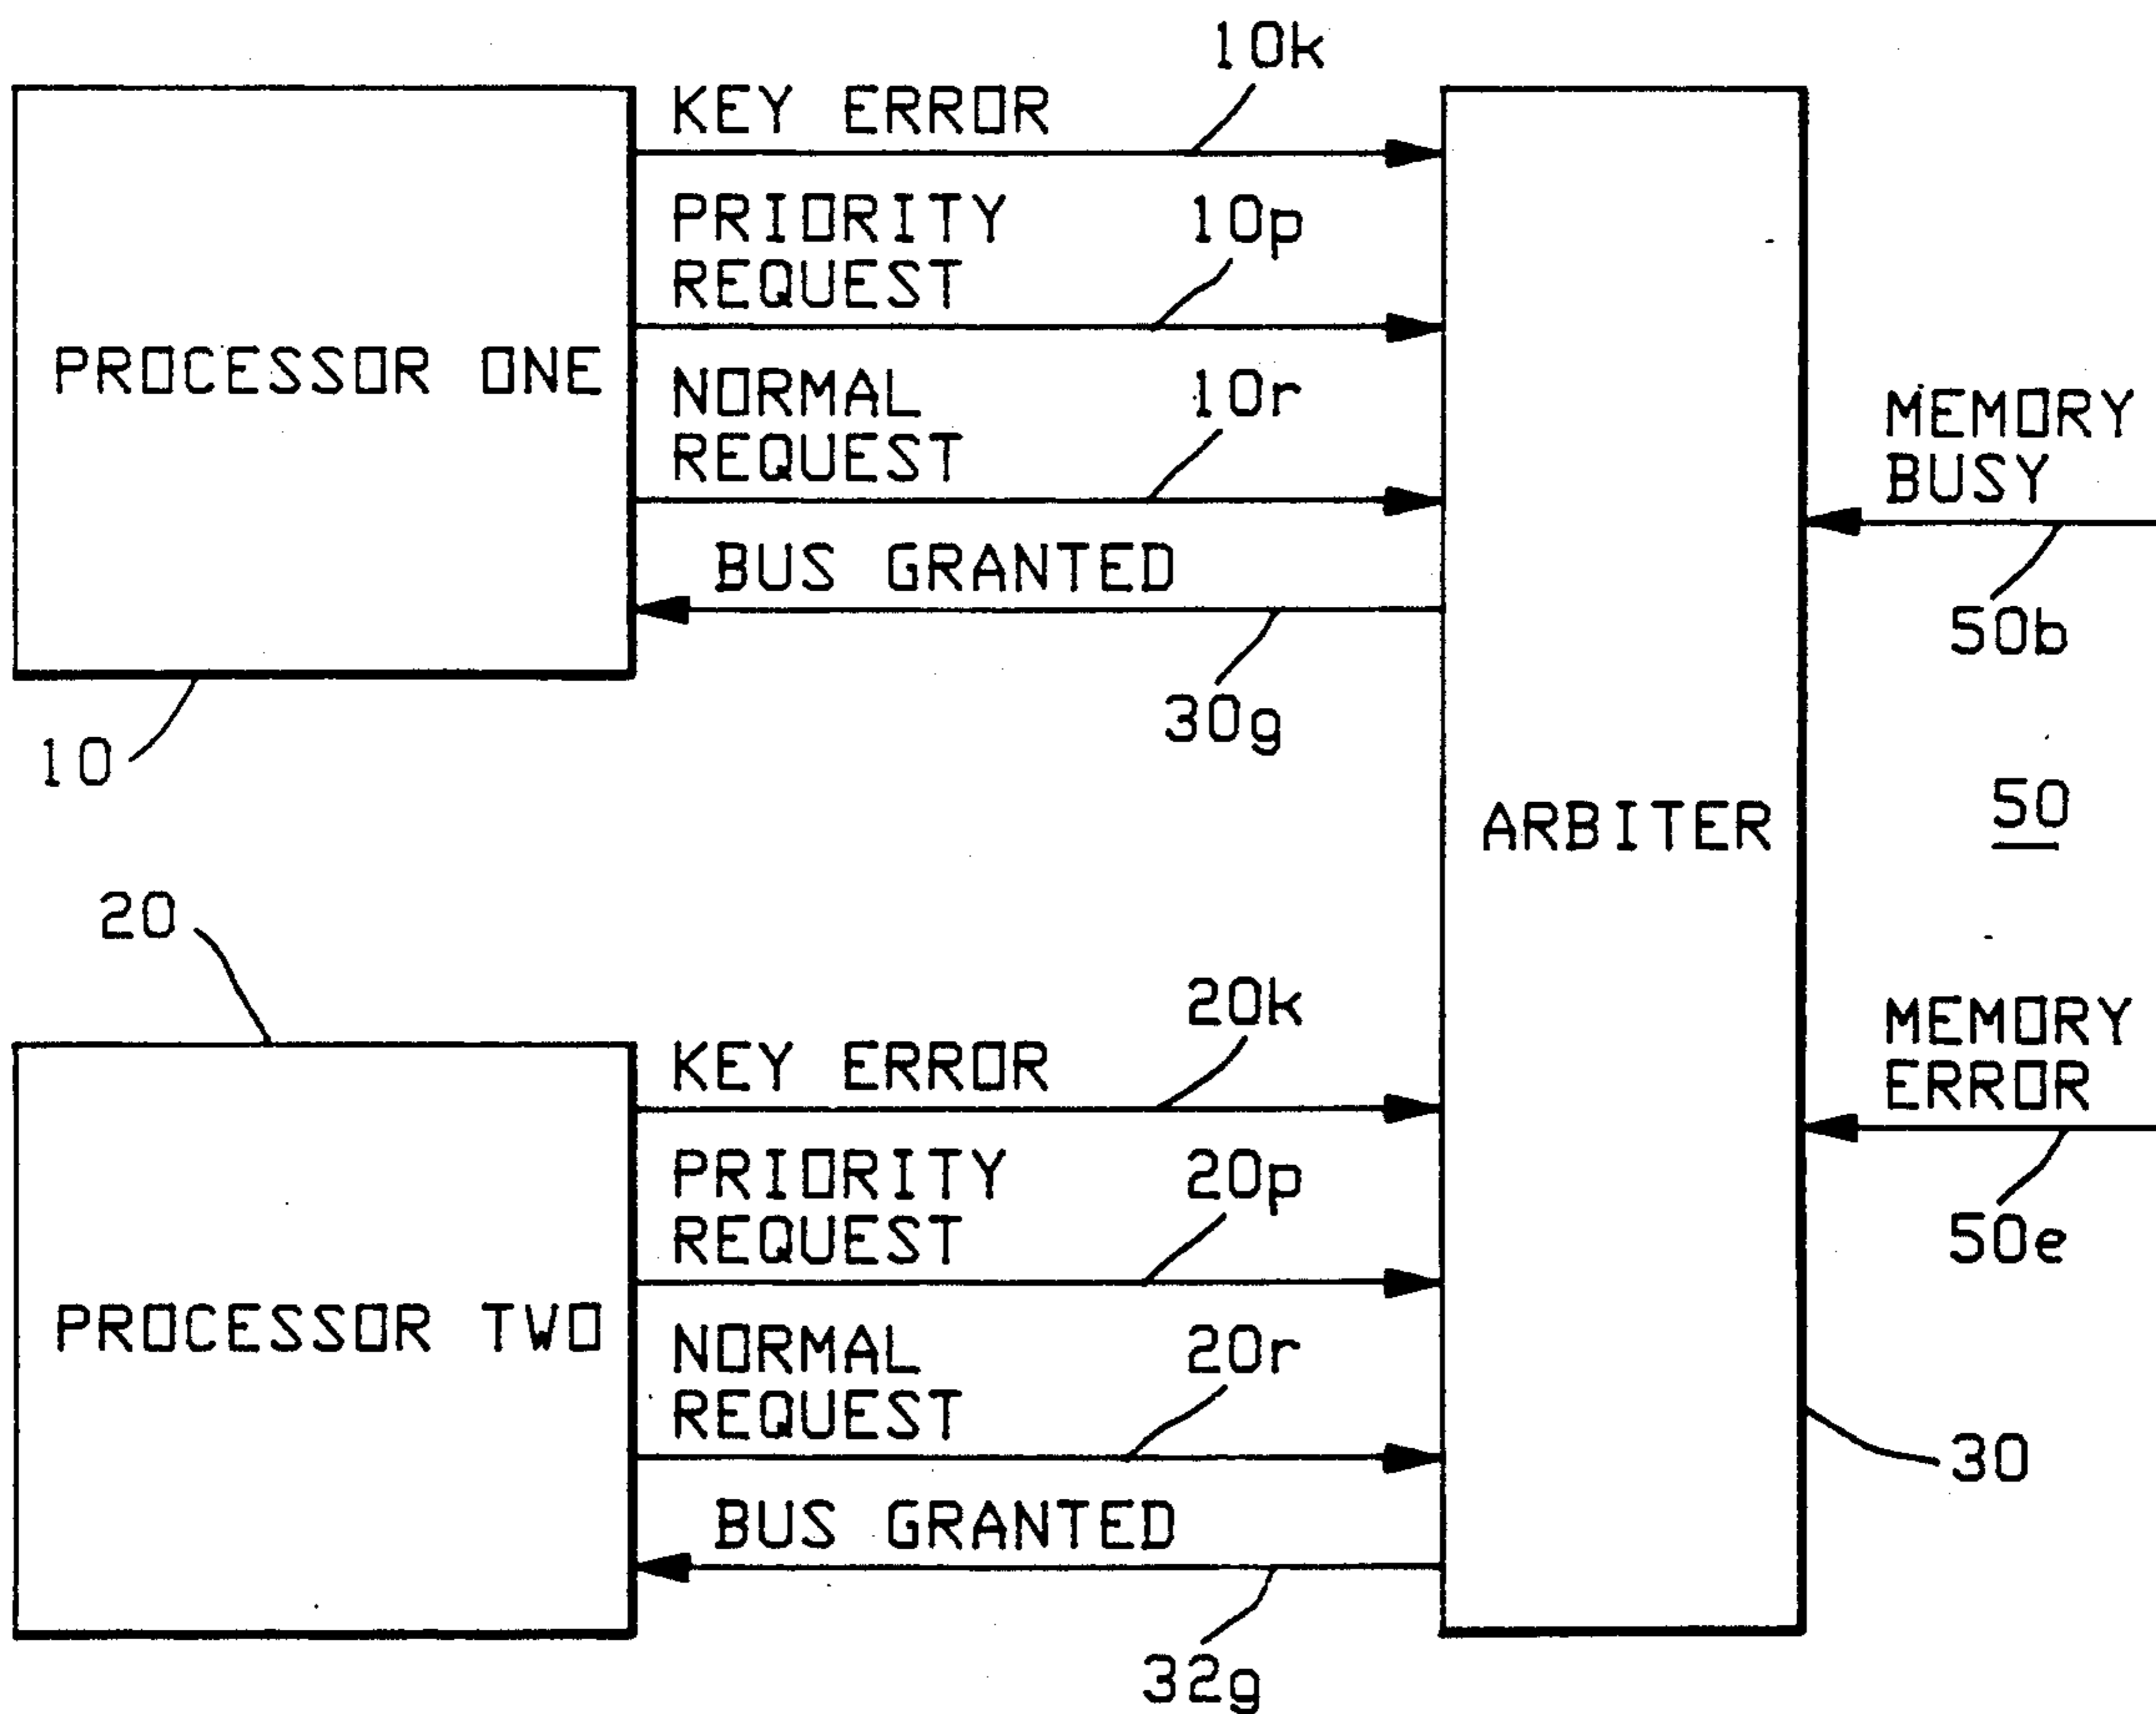 10k
KEY ERROR
PRIORITY
REQUEST
10p
PROCESSOR ONE
NORMAL
REQUEST
10r
BUS GRANTED
30g
10
MEMORY
BUSY
50b
ARBITER
50
20
20k
KEY ERROR
PRIORITY
REQUEST
20p
PROCESSOR TWO
NORMAL
REQUEST
20r
BUS GRANTED
32g
MEMORY
ERROR
50e
30